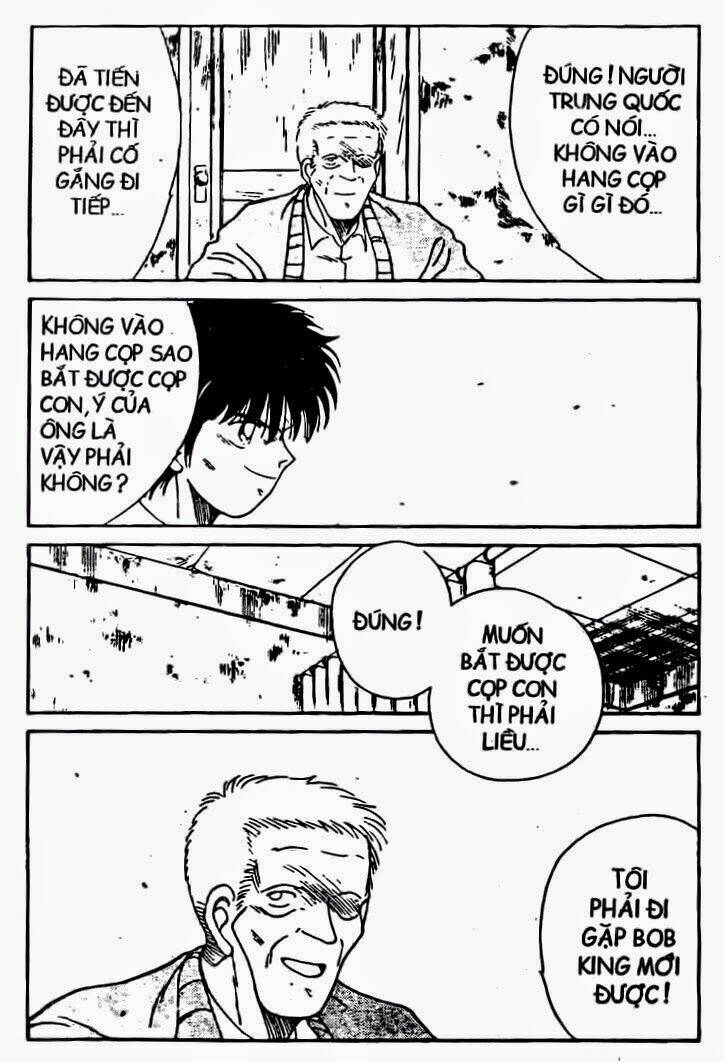 ĐÃ TIẾN
ĐƯỢC ĐẾN
ĐÂY THÌ
PHẢI CỐ
GẮNG ĐI
TIẾP...
ĐÚNG! NGƯỜI
TRUNG QUỐC
CÓ NÓI...
KHÔNG VÀO
HANG CỌP
GÌ GÌ ĐÓ...
KHÔNG VÀO
HANG CỌP SAO
BẮT ĐƯỢC CỌP
CON, Ý CỦA
ÔNG LÀ
VẬY PHẢI
KHÔNG?
ĐÚNG!
MUỐN
BẮT ĐƯỢC
CỌP CON
THÌ PHẢI
LIỀU...
TÔI
PHẢI ĐI
GẶP BOB
KING MỚI
ĐƯỢC!